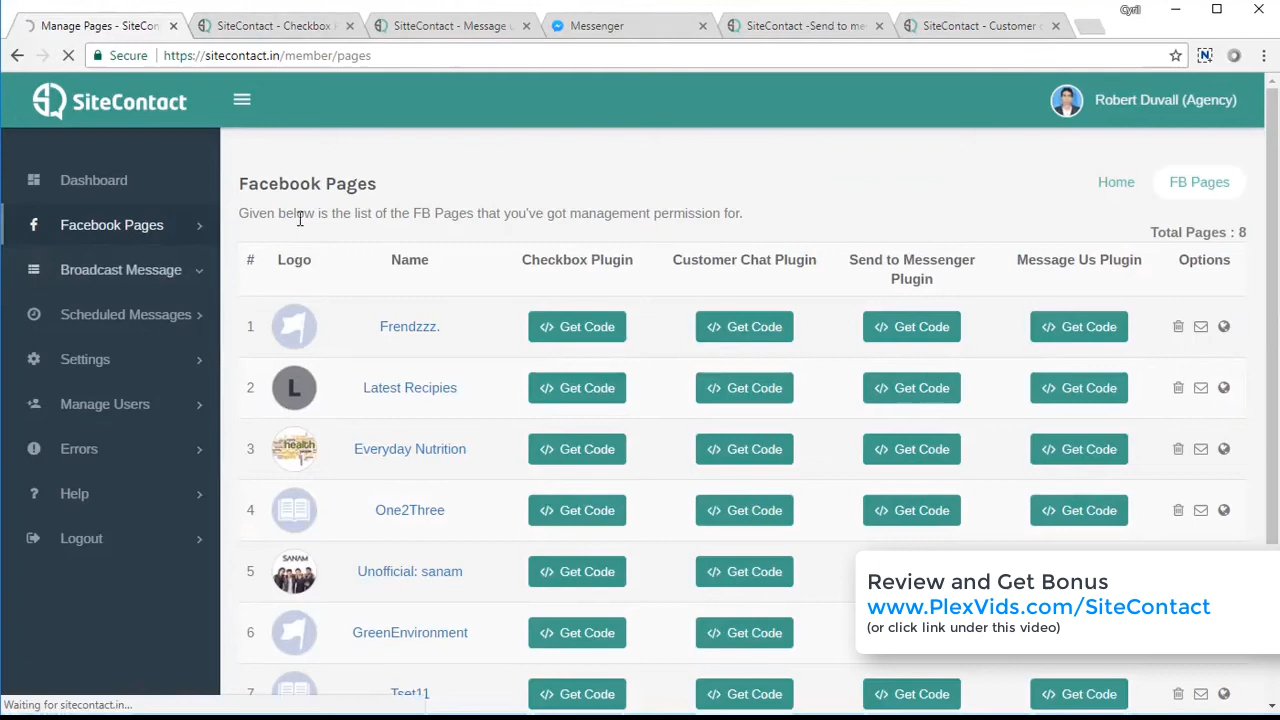 Cyril
Manage Pages - SiteCon
SiteContact - Checkbox P
SitteContact - Message u
Messenger
SiteContact -Send to me
SiteContact - Customer c
Secure
https://sitecontact.in/member/pages
N
SiteContact
Robert Duvall (Agency)
Dashboard
Facebook Pages
Broadcast Message
Scheduled Messages
Settings
Manage Users
Errors
Help
Logout
Facebook Pages
Home
FB Pages
Given below is the list of the FB Pages that you've got management permission for.
Total Pages : 8
# Logo Name Checkbox Plugin Customer Chat Plugin Send to Messenger Plugin Message Us Plugin Options
1 Frendzzz. </> Get Code </> Get Code </> Get Code </> Get Code
2 L Latest Recipies </> Get Code </> Get Code </> Get Code </> Get Code
3 health Everyday Nutrition </> Get Code </> Get Code </> Get Code </> Get Code
4 One2Three </> Get Code </> Get Code </> Get Code </> Get Code
5 SANAM Unofficial: sanam </> Get Code </> Get Code
6 GreenEnvironment </> Get Code </> Get Code
7 Tset11 </> Get Code </> Get Code </> Get Code </> Get Code
Review and Get Bonus
www.PlexVids.com/SiteContact
(or click link under this video)
Waiting for sitecontact.in...